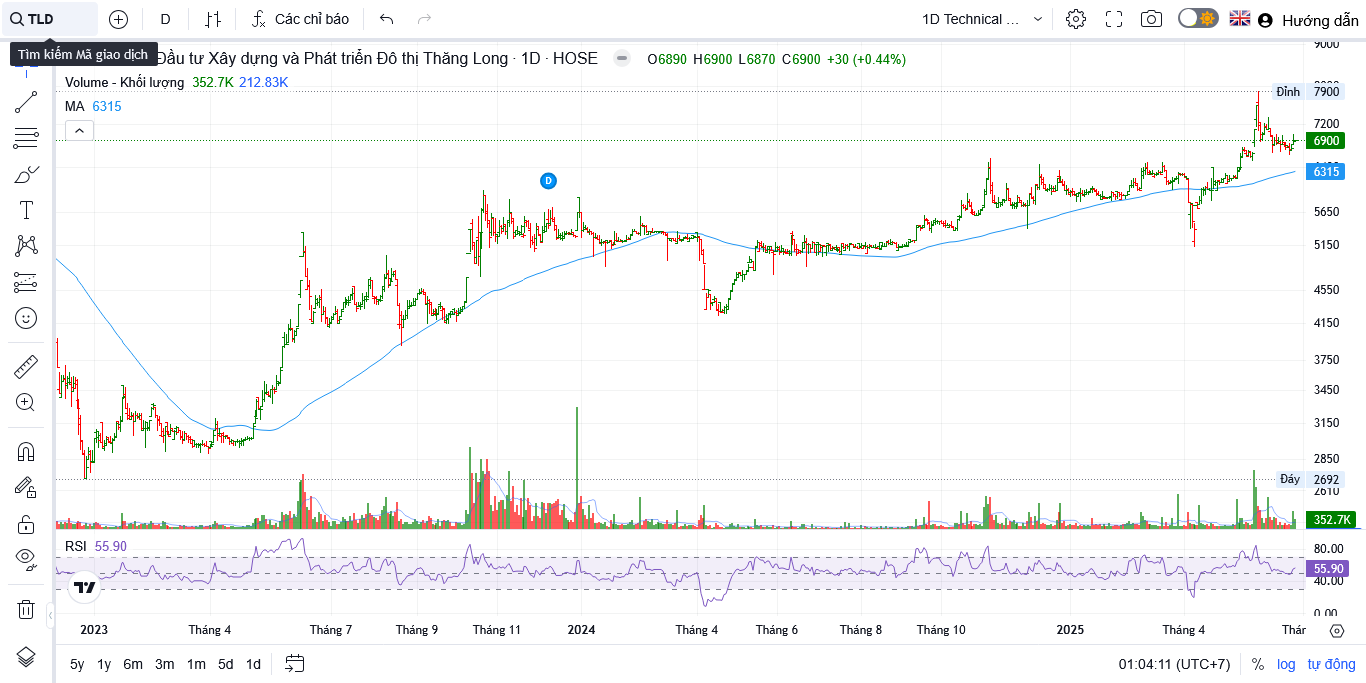 TLD D Các chỉ báo 1D Technical ... Hướng dẫn
Tìm kiếm Mã giao dịch
Đầu tư Xây dựng và Phát triển Đô thị Thăng Long · 1D · HOSE O6890 H6900 L6870 C6900 +30 (+0.44%)
Volume - Khối lượng 352.7K 212.83K
MA 6315
9000
Đỉnh 7900
7200
6900
6315
5650
5150
4550
4150
3750
3450
3150
2850
Đáy 2692
2610
352.7K
D
RSI 55.90
80.00
55.90
40.00
0.00
2023 Tháng 4 Tháng 7 Tháng 9 Tháng 11 2024 Tháng 4 Tháng 6 Tháng 8 Tháng 10 2025 Tháng 4 Thár
5y 1y 6m 3m 1m 5d 1d 01:04:11 (UTC+7) % log tự động